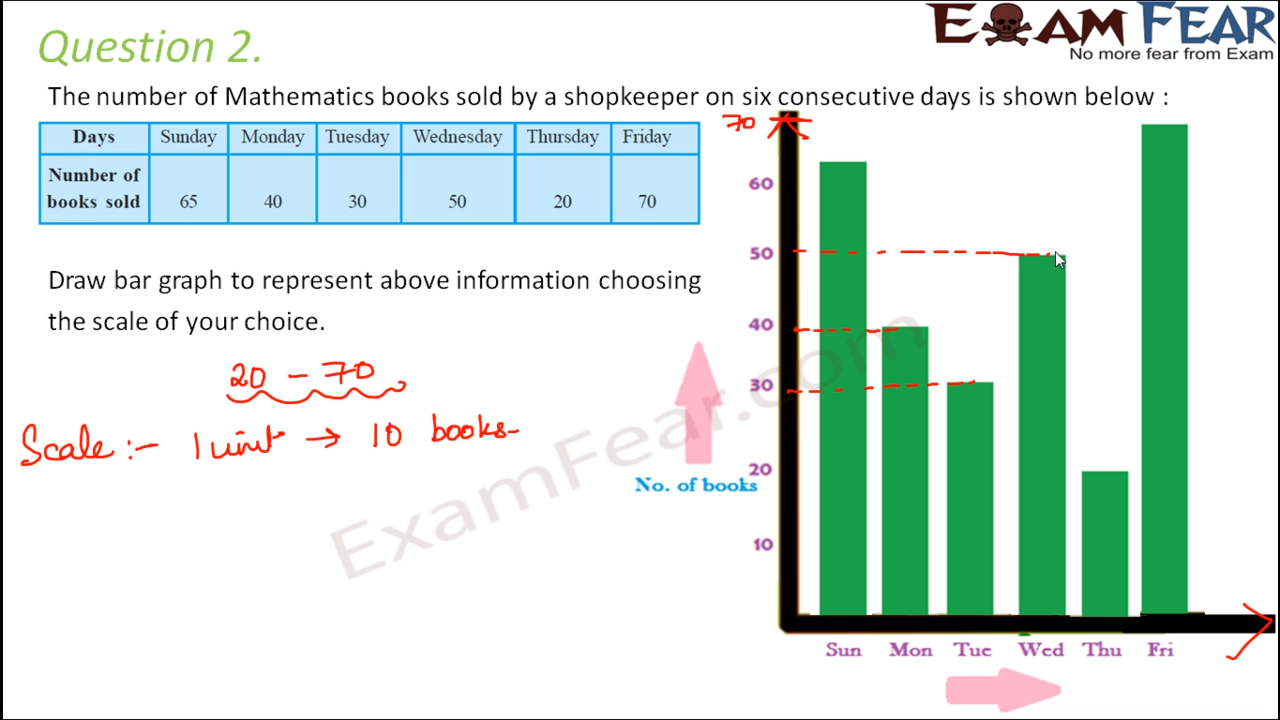 Question 2.
EXAM FEAR
No more fear from Exam
The number of Mathematics books sold by a shopkeeper on six consecutive days is shown below :
Days Sunday Monday Tuesday Wednesday Thursday Friday
Number of
books sold 65 40 30 50 20 70
Draw bar graph to represent above information choosing
the scale of your choice.
20 - 70
Scale :- 1 unit → 10 books
70
60
50
40
30
20
10
No. of books
Sun Mon Tue Wed Thu Fri
ExamFear.com